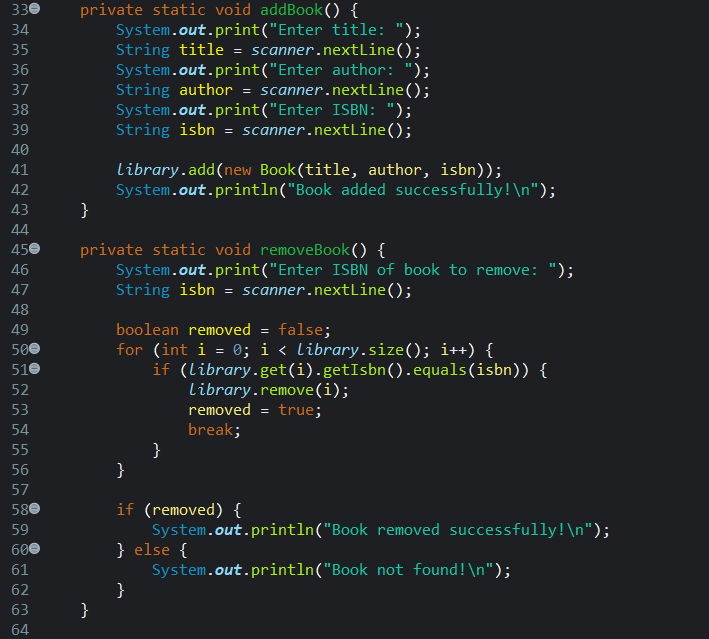 33 private static void addBook() {
34 System.out.print("Enter title: ");
35 String title = scanner.nextLine();
36 System.out.print("Enter author: ");
37 String author = scanner.nextLine();
38 System.out.print("Enter ISBN: ");
39 String isbn = scanner.nextLine();
40
41 library.add(new Book(title, author, isbn));
42 System.out.println("Book added successfully!\n");
43 }
44
45 private static void removeBook() {
46 System.out.print("Enter ISBN of book to remove: ");
47 String isbn = scanner.nextLine();
48
49 boolean removed = false;
50 for (int i = 0; i < library.size(); i++) {
51 if (library.get(i).getIsbn().equals(isbn)) {
52 library.remove(i);
53 removed = true;
54 break;
55 }
56 }
57
58 if (removed) {
59 System.out.println("Book removed successfully!\n");
60 } else {
61 System.out.println("Book not found!\n");
62 }
63 }
64